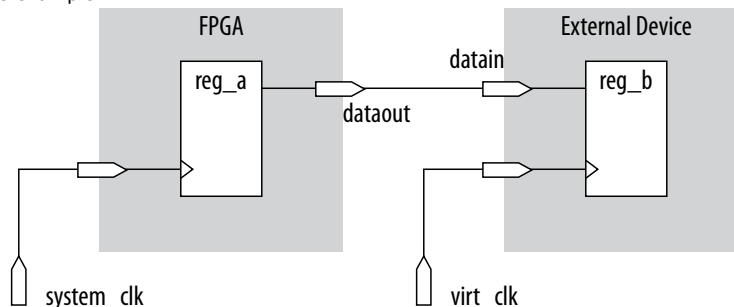 FPGA
External Device
datain
reg_a
reg_b
dataout
system_clk
virt_clk